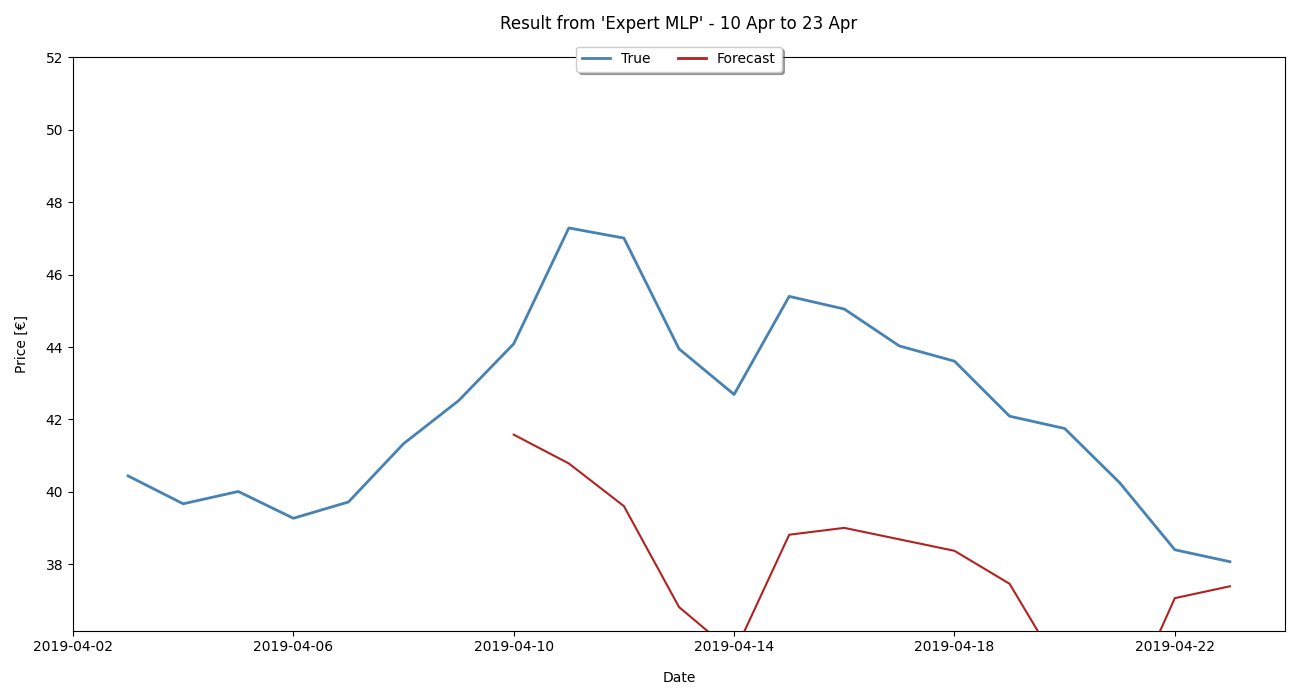 Result from 'Expert MLP' - 10 Apr to 23 Apr
True Forecast
52
50
48
46
44
42
40
38
Price [€]
2019-04-02 2019-04-06 2019-04-10 2019-04-14 2019-04-18 2019-04-22
Date